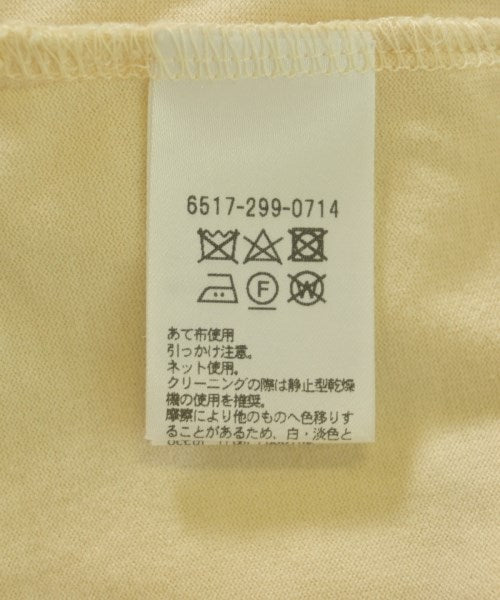 6517-299-0714
F W
あて布使用
引っかけ注意。
ネット使用。
クリーニングの際は静止型乾燥
機の使用を推奨。
摩擦により他のものへ色移りす
ることがあるため、白・淡色と